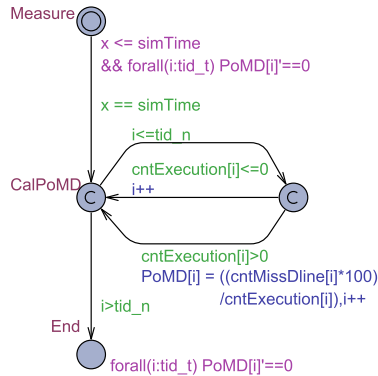 Measure
x <= simTime
&& forall(i:tid_t) PoMD[i]'==0
x == simTime
i<=tid_n
cntExecution[i]<=0
CalPoMD
C
C
i++
cntExecution[i]>0
PoMD[i] = ((cntMissDline[i]*100)
/cntExecution[i]),i++
i>tid_n
End
forall(i:tid_t) PoMD[i]'==0